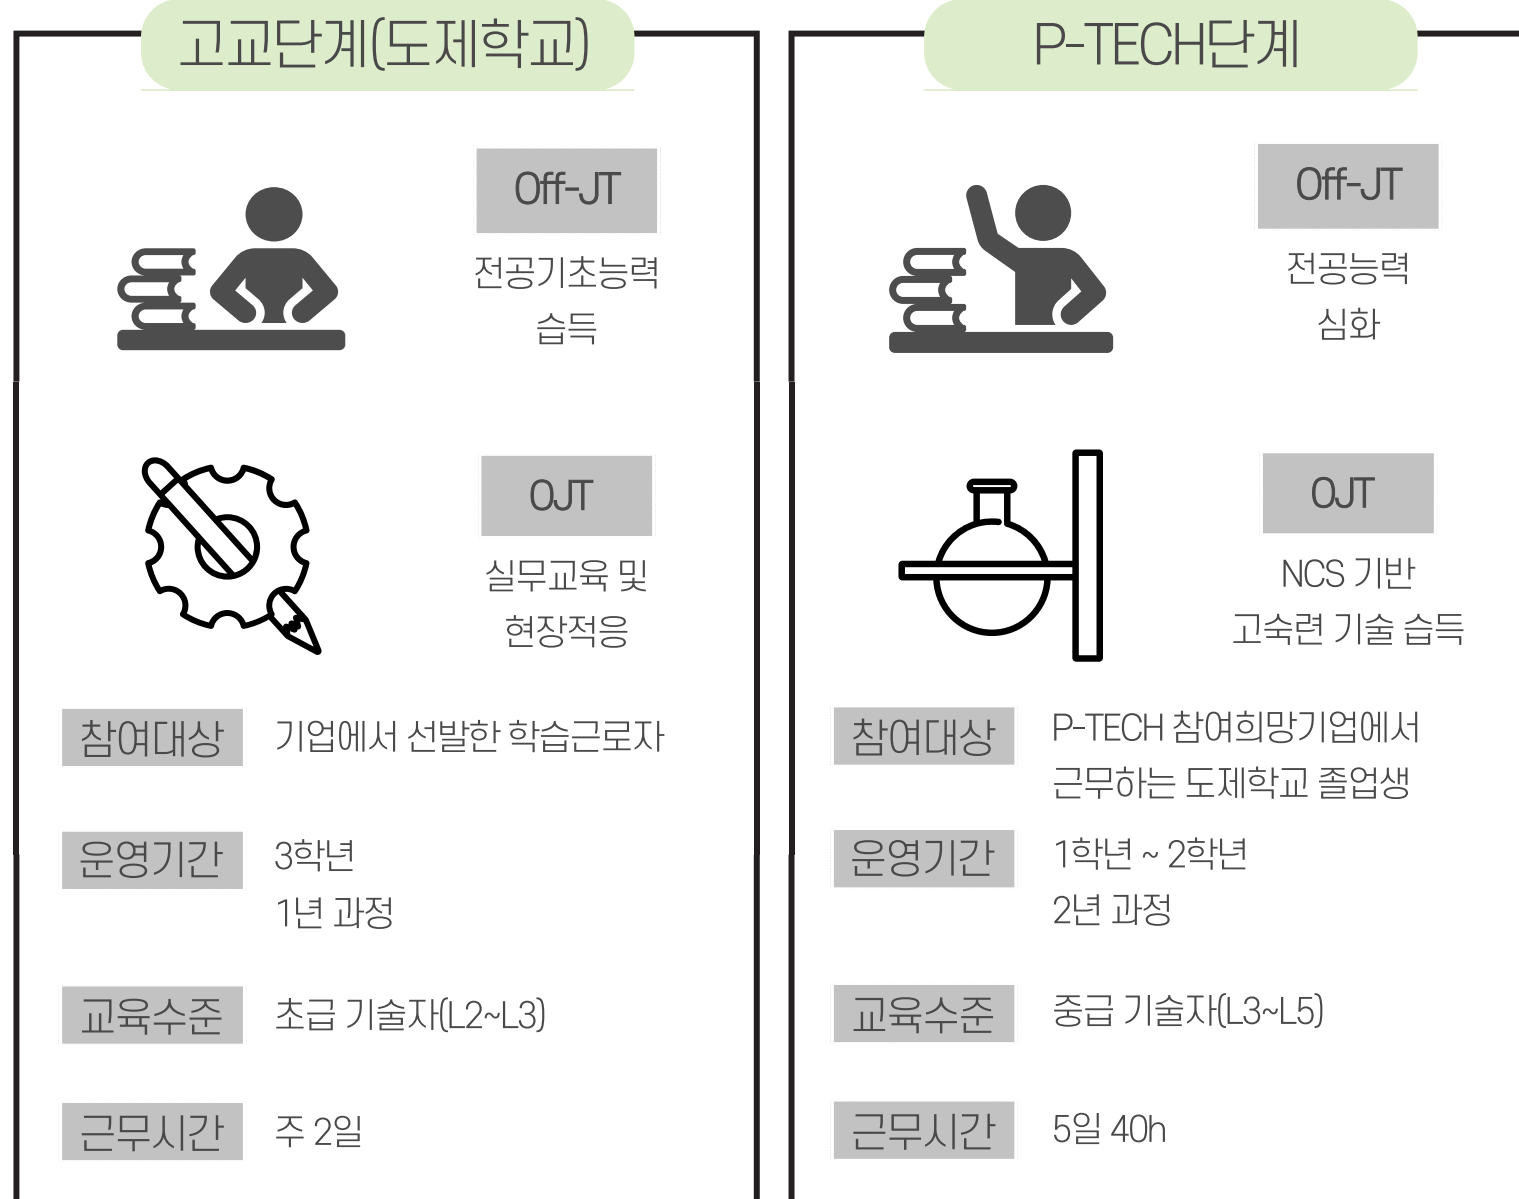 고교단계(도제학교)
Off-JT
전공기초능력
습득
OJT
실무교육 및
현장적응
참여대상
기업에서 선발한 학습근로자
운영기간
3학년
1년 과정
교육수준
초급 기술자(L2~L3)
근무시간
주 2일
P-TECH단계
Off-JT
전공능력
심화
OJT
NCS 기반
고숙련 기술 습득
참여대상
P-TECH 참여희망기업에서
근무하는 도제학교 졸업생
운영기간
1학년 ~ 2학년
2년 과정
교육수준
중급 기술자(L3~L5)
근무시간
5일 40h